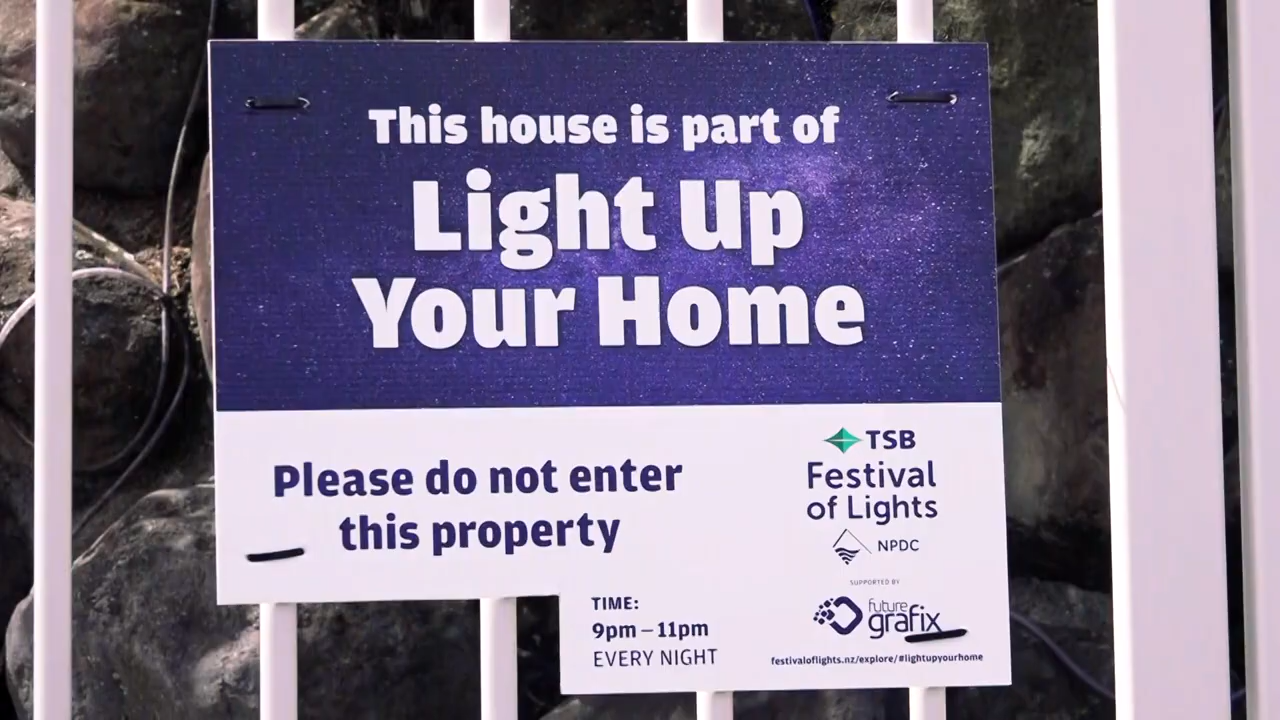 This house is part of
Light Up
Your Home
Please do not enter
this property
TSB
Festival
of Lights
NPDC
SUPPORTED BY
future
grafix
TIME:
9pm – 11pm
EVERY NIGHT
festivaloflights.nz/explore/#lightupyourhome